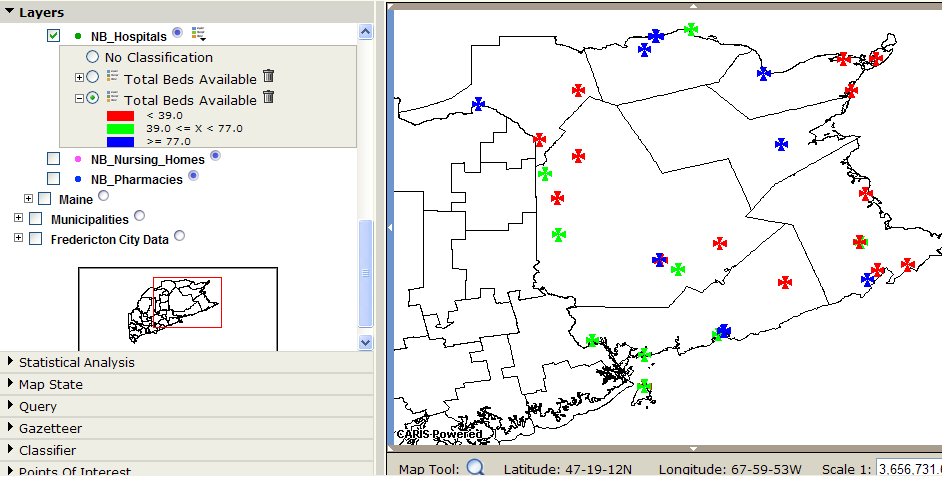 Layers
NB_Hospitals
No Classification
Total Beds Available
Total Beds Available
< 39.0
39.0 <= X < 77.0
>= 77.0
NB_Nursing_Homes
NB_Pharmacies
Maine
Municipalities
Fredericton City Data
Statistical Analysis
Map State
Query
Gazetteer
Classifier
Points Of Interest
CARIS Powered
Map Tool: Latitude: 47-19-12N Longitude: 67-59-53W Scale 1: 3,656,731.